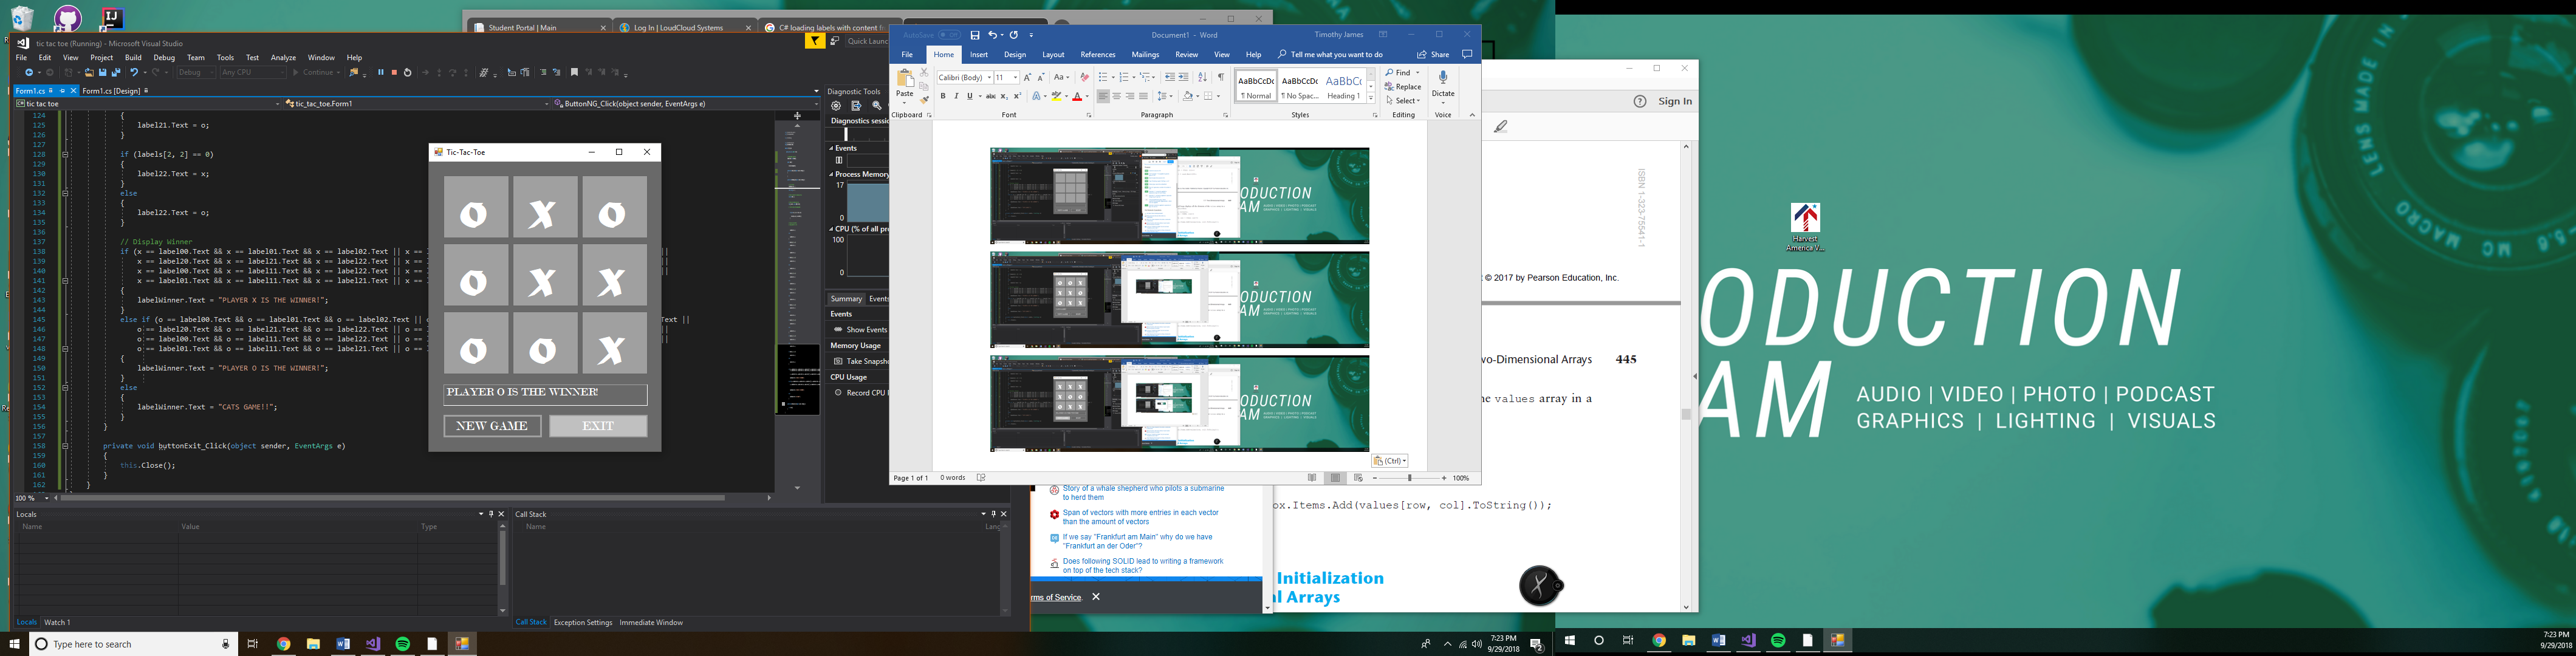 Student Portal | Main
Log In | LoudCloud Systems
C# loading labels with content f
tic tac toe (Running) - Microsoft Visual Studio
Quick Launc
File Edit View Project Build Debug Team Tools Test Analyze Window Help
Debug Any CPU Continue
Form1.cs Form1.cs [Design]
tic tac toe tic_tac_toe.Form1 ButtonNG_Click(object sender, EventArgs e)
124 {
125 label21.Text = o;
126 }
127
128 if (labels[2, 2] == 0)
129 {
130 label22.Text = x;
131 }
132 else
133 {
134 label22.Text = o;
135 }
136
137 // Display Winner
138 if (x == label00.Text && x == label01.Text && x == label02.Text || x ==
139 x == label20.Text && x == label21.Text && x == label22.Text || x ==
140 x == label00.Text && x == label11.Text && x == label22.Text || x ==
141 x == label01.Text && x == label11.Text && x == label21.Text || x ==
142 {
143 labelWinner.Text = "PLAYER X IS THE WINNER!";
144 }
145 else if (o == label00.Text && o == label01.Text && o == label02.Text ||
146 o == label20.Text && o == label21.Text && o == label22.Text || o ==
147 o == label00.Text && o == label11.Text && o == label22.Text || o ==
148 o == label01.Text && o == label11.Text && o == label21.Text || o ==
149 {
150 labelWinner.Text = "PLAYER O IS THE WINNER!";
151 }
152 else
153 {
154 labelWinner.Text = "CATS GAME!!";
155 }
156 }
157
158 private void buttonExit_Click(object sender, EventArgs e)
159 {
160 this.Close();
161 }
162 }
100 %
Tic-Tac-Toe
O X O
O X X
O O X
PLAYER O IS THE WINNER!
NEW GAME EXIT
Diagnostic Tools
Diagnostics sessio
Events
Process Memory
17
0
CPU (% of all pro
100
0
Summary Events
Events
Show Events
Memory Usage
Take Snapsho
CPU Usage
Record CPU
Locals
Name Value Type
Locals Watch 1
Call Stack
Name Lang
Call Stack Exception Settings Immediate Window
AutoSave Off
Document1 - Word
Timothy James
File Home Insert Design Layout References Mailings Review View Help Tell me what you want to do Share
Paste
Calibri (Body) 11
AaBbCcDc AaBbCcDc AaBbCc
¶ Normal ¶ No Spac... Heading 1
Find
Replace
Select
Dictate
Clipboard Font Paragraph Styles Editing Voice
ODUCTION
AM
ODUCTION
AM
ODUCTION
AM
(Ctrl)
Page 1 of 1 0 words 100%
Story of a whale shepherd who pilots a submarine
to herd them
Span of vectors with more entries in each vector
than the amount of vectors
If we say "Frankfurt am Main" why do we have
"Frankfurt an der Oder"?
Does following SOLID lead to writing a framework
on top of the tech stack?
rms of Service.
Sign In
ISBN 1-323-75541-1
© 2017 by Pearson Education, Inc.
wo-Dimensional Arrays 445
he values array in a
ox.Items.Add(values[row, col].ToString());
Initialization
al Arrays
Harvest
America V...
LENS MADE IN
MACRO
ODUCTION
AM
AUDIO | VIDEO | PHOTO | PODCAST
GRAPHICS | LIGHTING | VISUALS
Type here to search
7:23 PM
9/29/2018
2
7:23 PM
9/29/2018